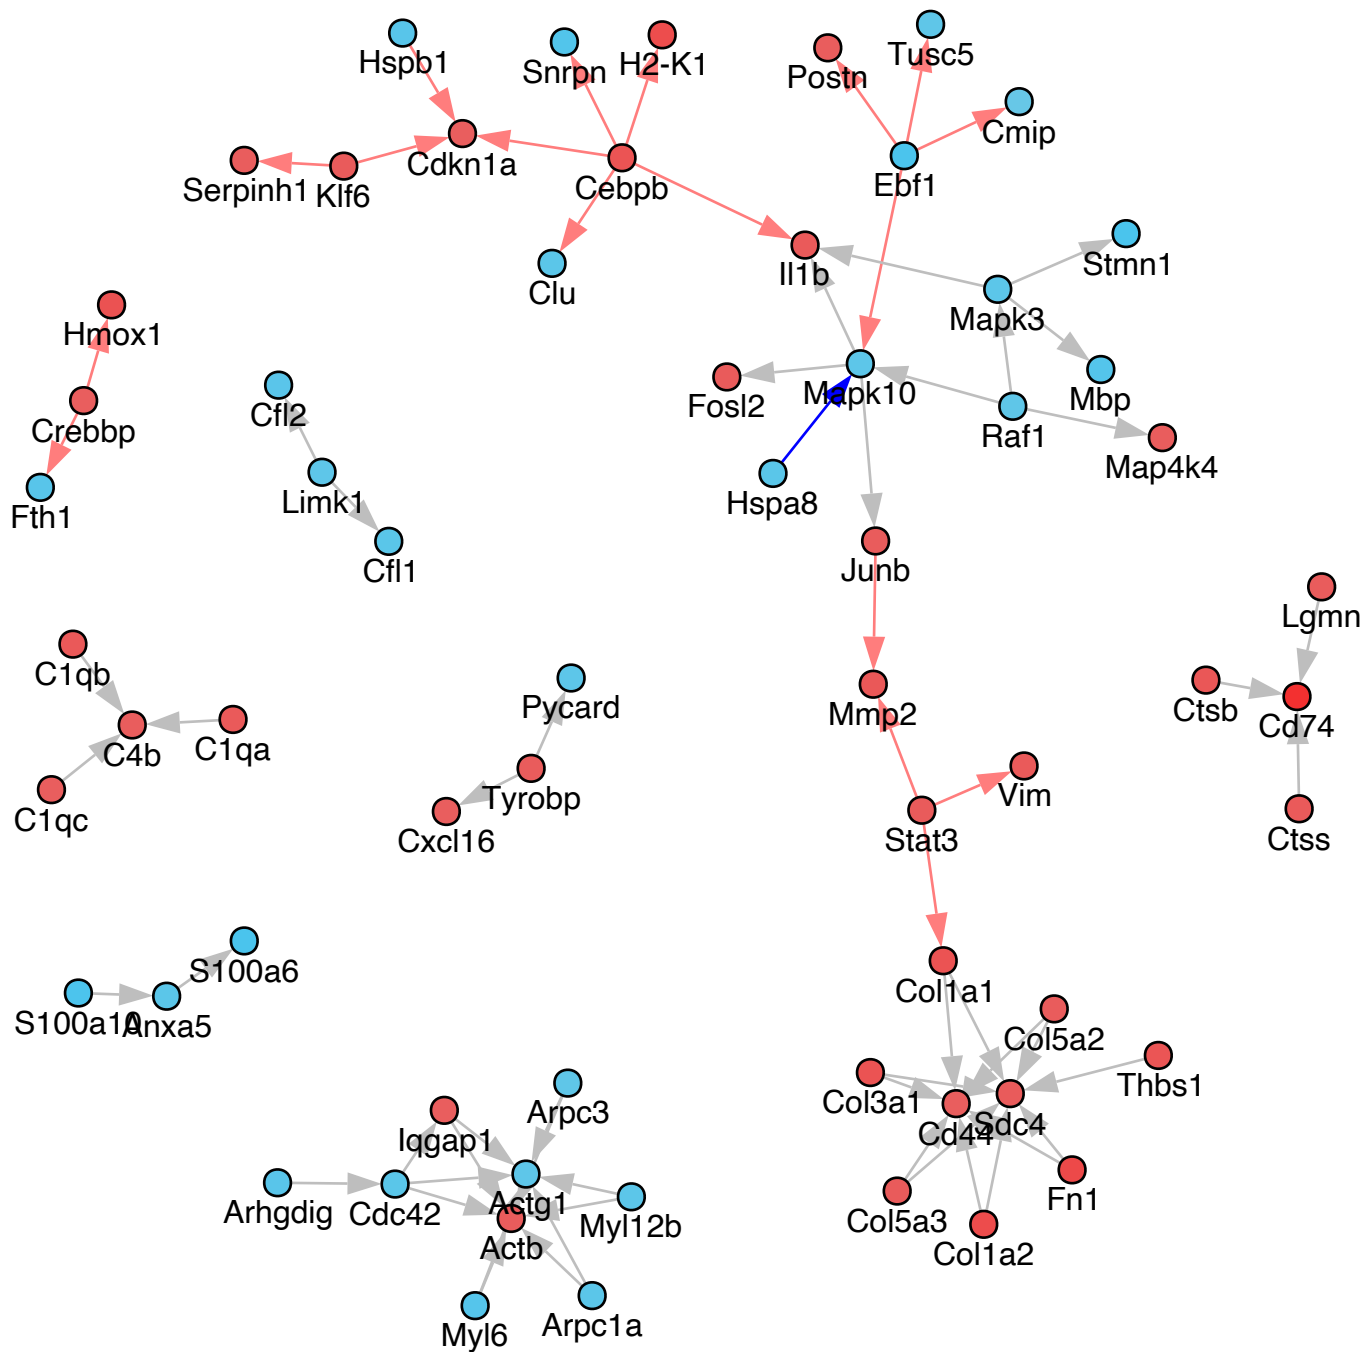 Hspb1
Snrpn
H2-K1
Postn
Tusc5
Cmip
Serpinh1
Klf6
Cdkn1a
Cebpb
Ebf1
Clu
Il1b
Stmn1
Mapk3
Hmox1
Crebbp
Fth1
Cfl2
Limk1
Cfl1
Fosl2
Mapk10
Mbp
Raf1
Map4k4
Hspa8
Junb
Lgmn
C1qb
C4b
C1qa
C1qc
Pycard
Tyrobp
Cxcl16
Mmp2
Vim
Stat3
Ctsb
Cd74
Ctss
S100a6
S100a10
Anxa5
Col1a1
Col5a2
Col3a1
Cd44
Sdc4
Thbs1
Col5a3
Col1a2
Fn1
Arpc3
Iqgap1
Arhgdig
Cdc42
Actg1
Myl12b
Actb
Myl6
Arpc1a